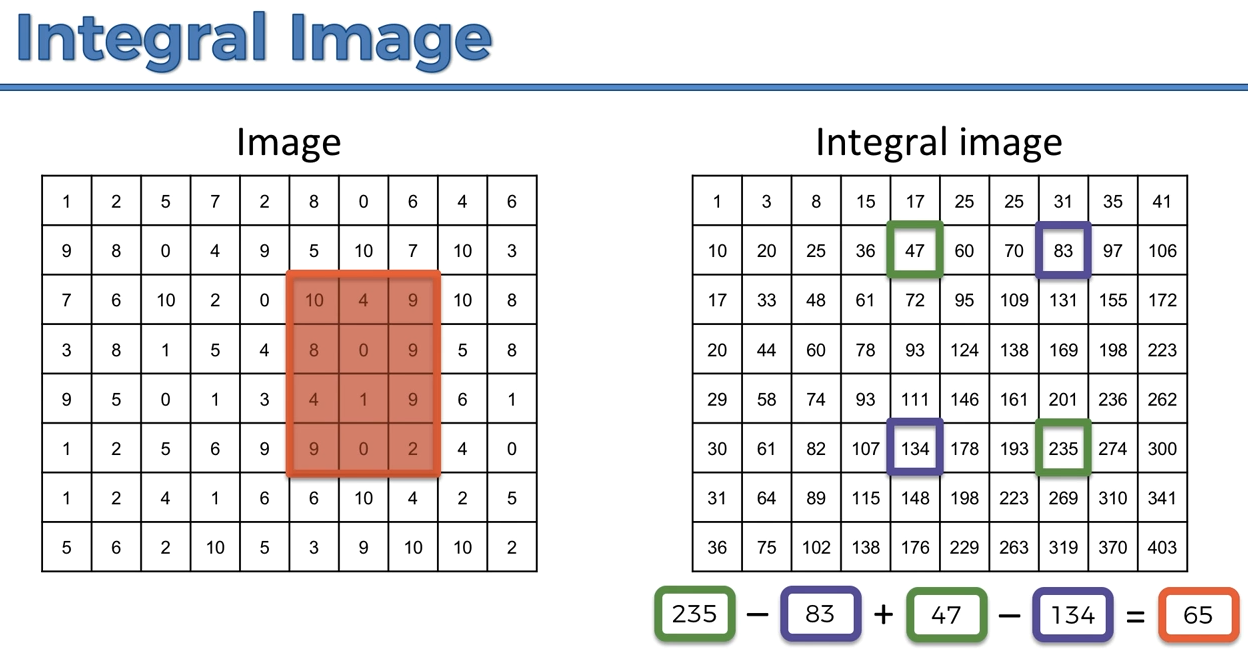 Integral Image
Image
1 2 5 7 2 8 0 6 4 6
9 8 0 4 9 5 10 7 10 3
7 6 10 2 0 10 4 9 10 8
3 8 1 5 4 8 0 9 5 8
9 5 0 1 3 4 1 9 6 1
1 2 5 6 9 9 0 2 4 0
1 2 4 1 6 6 10 4 2 5
5 6 2 10 5 3 9 10 10 2
Integral image
1 3 8 15 17 25 25 31 35 41
10 20 25 36 47 60 70 83 97 106
17 33 48 61 72 95 109 131 155 172
20 44 60 78 93 124 138 169 198 223
29 58 74 93 111 146 161 201 236 262
30 61 82 107 134 178 193 235 274 300
31 64 89 115 148 198 223 269 310 341
36 75 102 138 176 229 263 319 370 403
235 − 83 + 47 − 134 = 65